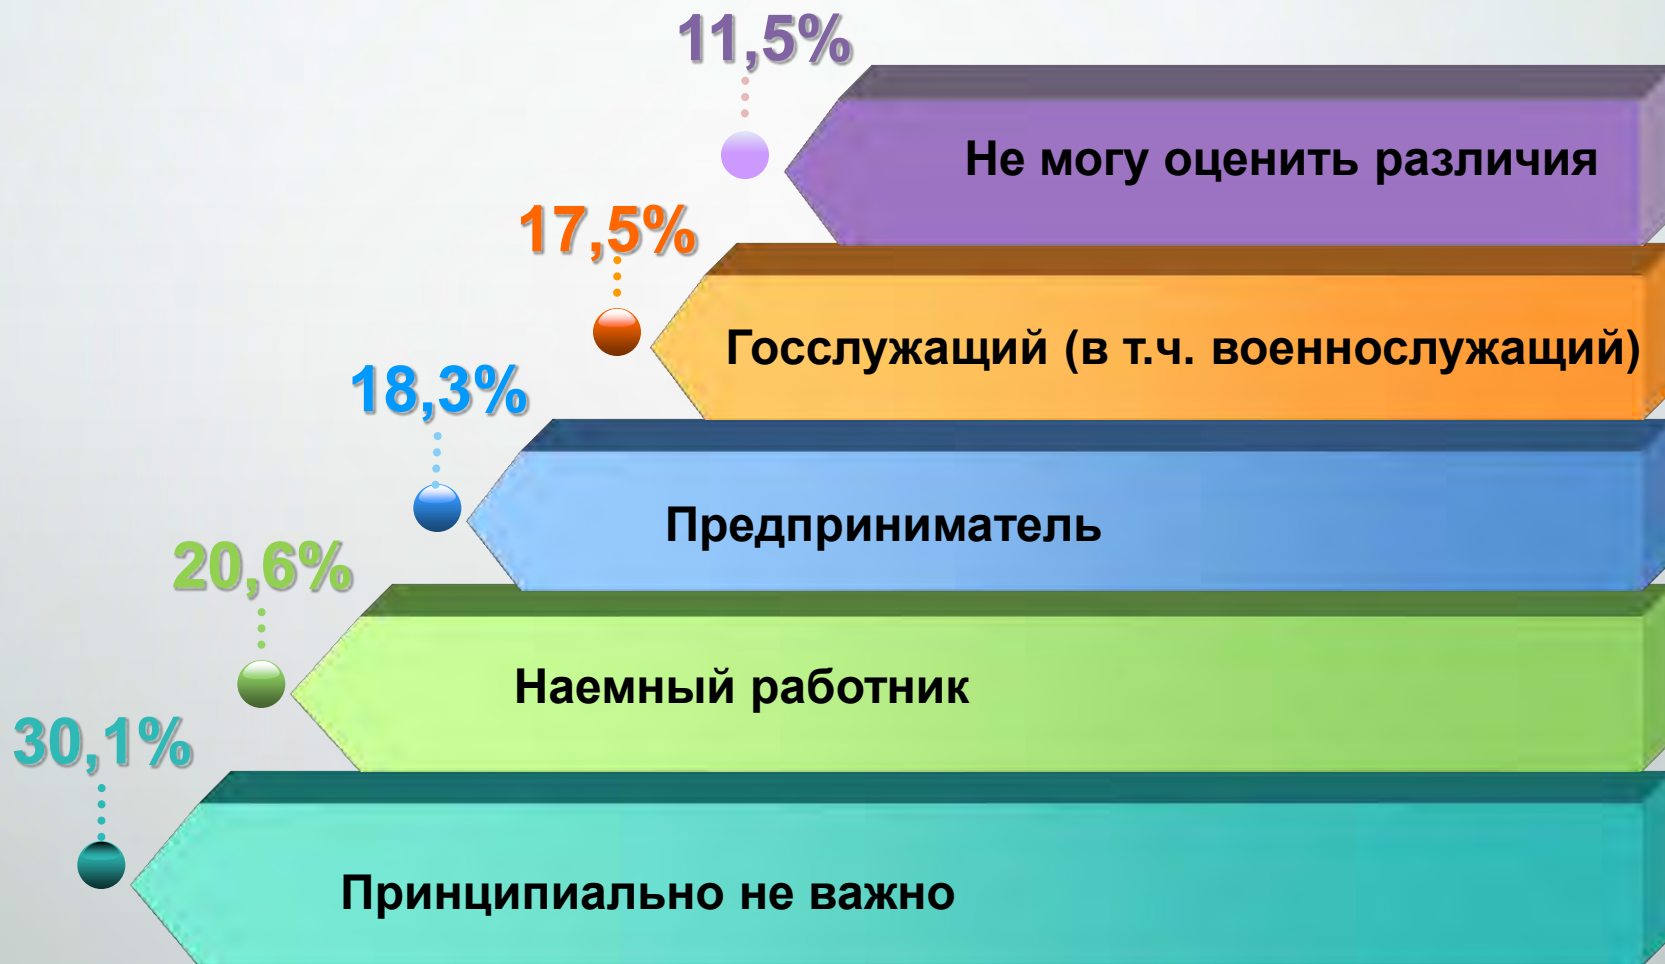 11,5%
Не могу оценить различия
17,5%
Госслужащий (в т.ч. военнослужащий)
18,3%
Предприниматель
20,6%
Наемный работник
30,1%
Принципиально не важно